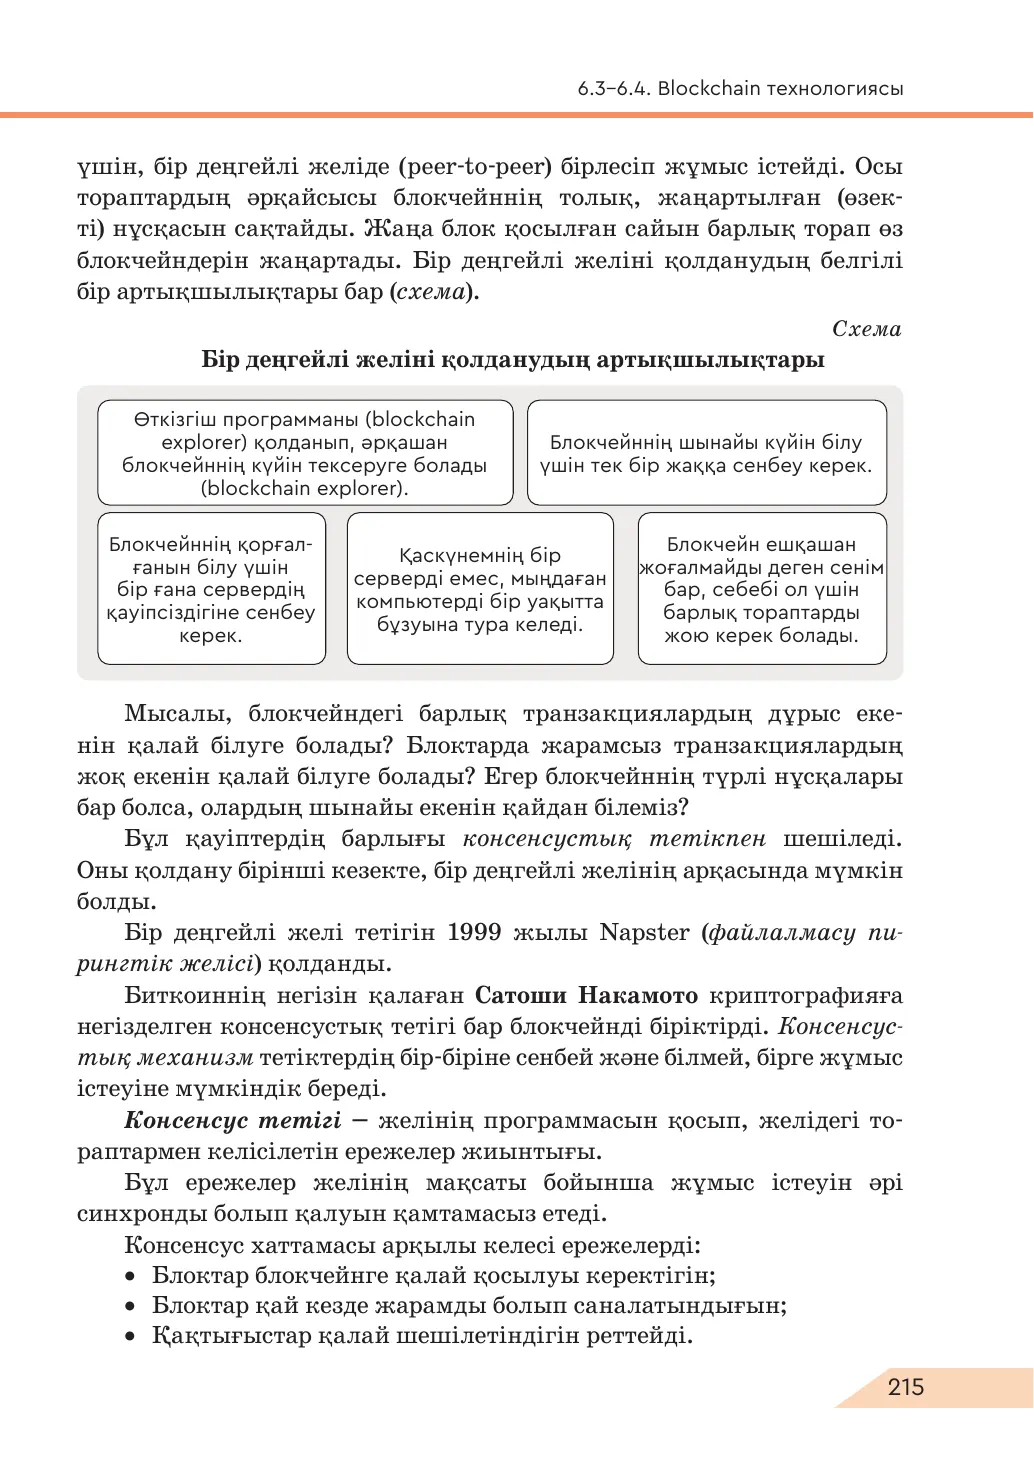 6.3–6.4. Blockchain технологиясы
үшін, бір деңгейлі желіде (peer-to-peer) бірлесіп жұмыс істейді. Осы
тораптардың әрқайсысы блокчейннің толық, жаңартылған (өзек-
ті) нұсқасын сақтайды. Жаңа блок қосылған сайын барлық торап өз
блокчейндерін жаңартады. Бір деңгейлі желіні қолданудың белгілі
бір артықшылықтары бар (схема).
Схема
Бір деңгейлі желіні қолданудың артықшылықтары
Өткізгіш программаны (blockchain
explorer) қолданып, әрқашан
блокчейннің күйін тексеруге болады
(blockchain explorer).
Блокчейннің шынайы күйін білу
үшін тек бір жаққа сенбеу керек.
Блокчейннің қорғал-
ғанын білу үшін
бір ғана сервердің
қауіпсіздігіне сенбеу
керек.
Қаскүнемнің бір
серверді емес, мыңдаған
компьютерді бір уақытта
бұзуына тура келеді.
Блокчейн ешқашан
жоғалмайды деген сенім
бар, себебі ол үшін
барлық тораптарды
жою керек болады.
Мысалы, блокчейндегі барлық транзакциялардың дұрыс еке-
нін қалай білуге болады? Блоктарда жарамсыз транзакциялардың
жоқ екенін қалай білуге болады? Егер блокчейннің түрлі нұсқалары
бар болса, олардың шынайы екенін қайдан білеміз?
Бұл қауіптердің барлығы консенсустық тетікпен шешіледі.
Оны қолдану бірінші кезекте, бір деңгейлі желінің арқасында мүмкін
болды.
Бір деңгейлі желі тетігін 1999 жылы Napster (файлалмасу пи-
рингтік желісі) қолданды.
Биткоиннің негізін қалаған Сатоши Накамото криптографияға
негізделген консенсустық тетігі бар блокчейнді біріктірді. Консенсус-
тық механизм тетіктердің бір-біріне сенбей және білмей, бірге жұмыс
істеуіне мүмкіндік береді.
Консенсус тетігі – желінің программасын қосып, желідегі то-
раптармен келісілетін ережелер жиынтығы.
Бұл ережелер желінің мақсаты бойынша жұмыс істеуін әрі
синхронды болып қалуын қамтамасыз етеді.
Консенсус хаттамасы арқылы келесі ережелерді:
• Блоктар блокчейнге қалай қосылуы керектігін;
• Блоктар қай кезде жарамды болып саналатындығын;
• Қақтығыстар қалай шешілетіндігін реттейді.
215